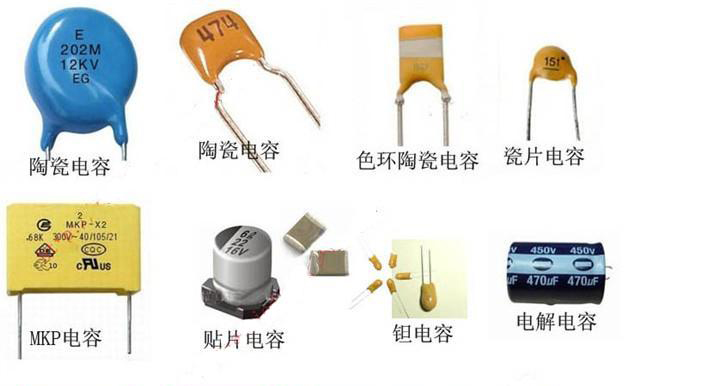 E
202M
12KV
EG
陶瓷电容
474
陶瓷电容
色环陶瓷电容
151
瓷片电容
2
MKP-X2
.68K 300V~40/105/21
10
CQC
US
MKP电容
62
22
16V
贴片电容
钽电容
450V 450V
470µF 470µF
电解电容